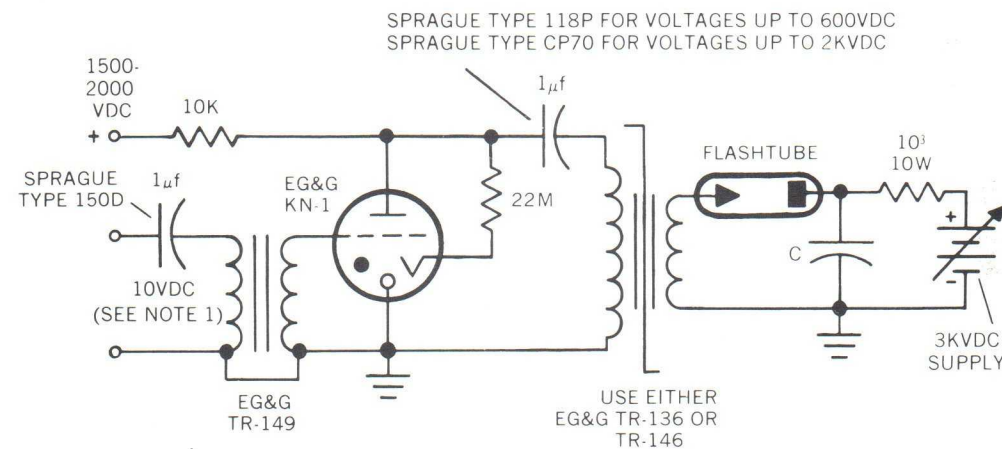 SPRAGUE TYPE 118P FOR VOLTAGES UP TO 600VDC
SPRAGUE TYPE CP70 FOR VOLTAGES UP TO 2KVDC
1500-
2000
VDC
+
10K
1µf
SPRAGUE
TYPE 150D
1µf
EG&G
KN-1
22M
FLASHTUBE
10³
10W
+
-
C
10VDC
(SEE NOTE 1)
3KVDC
SUPPLY
EG&G
TR-149
USE EITHER
EG&G TR-136 OR
TR-146